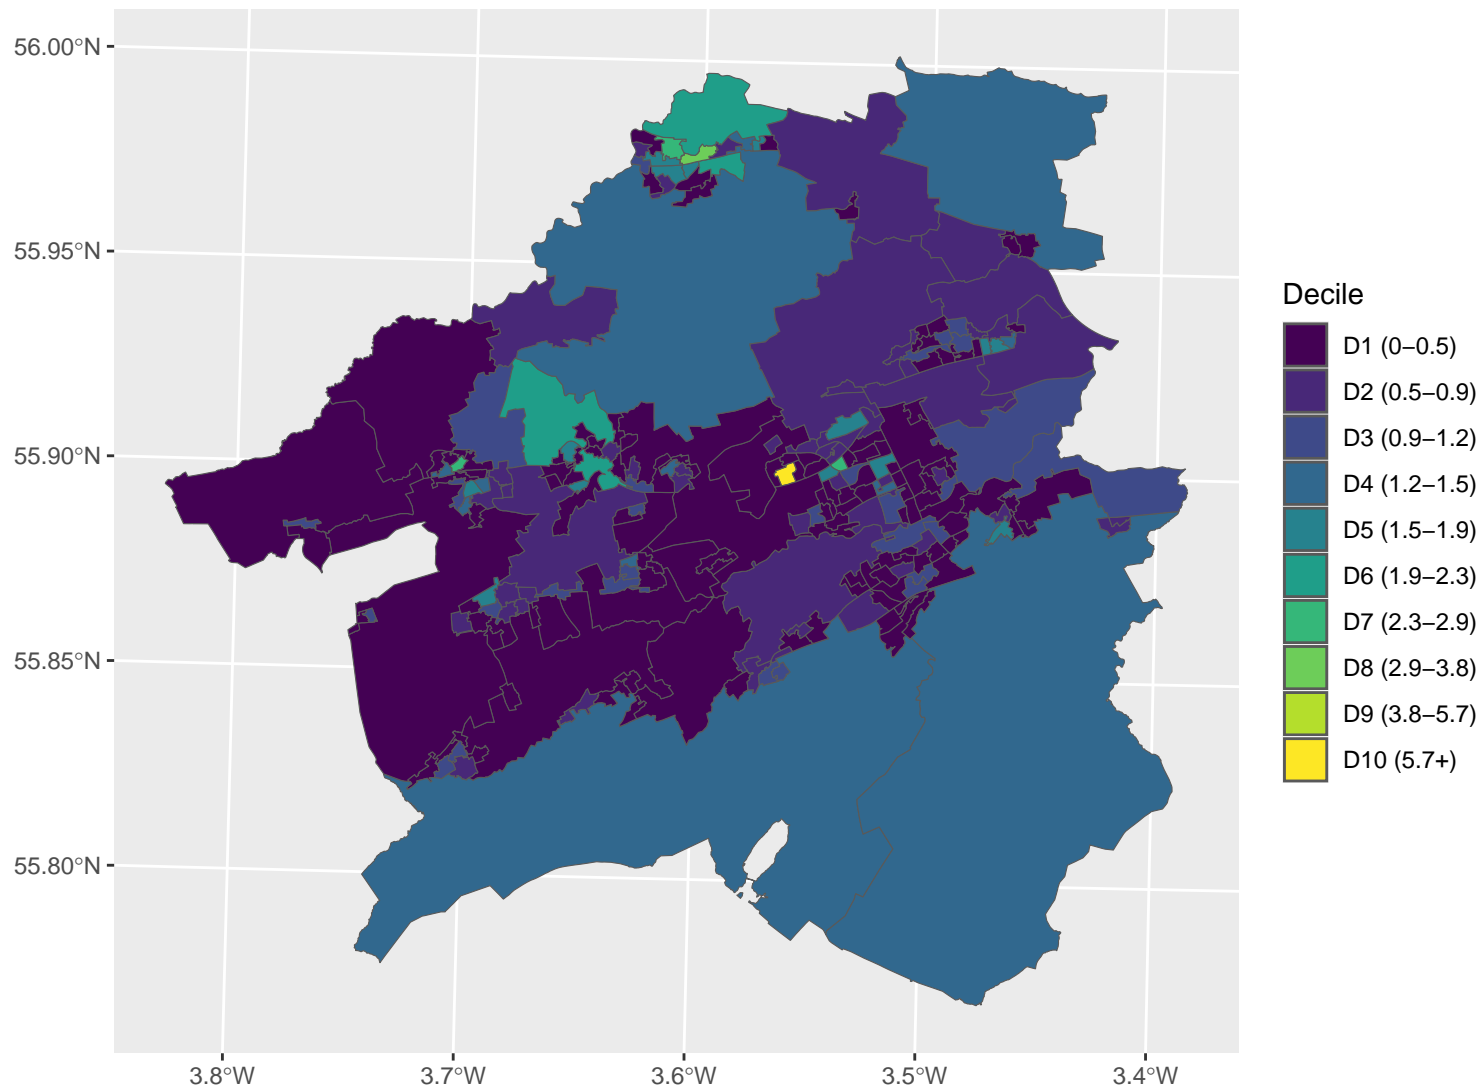 56.00°N
55.95°N
55.90°N
55.85°N
55.80°N
3.8°W
3.7°W
3.6°W
3.5°W
3.4°W
Decile
D1 (0−0.5)
D2 (0.5−0.9)
D3 (0.9−1.2)
D4 (1.2−1.5)
D5 (1.5−1.9)
D6 (1.9−2.3)
D7 (2.3−2.9)
D8 (2.9−3.8)
D9 (3.8−5.7)
D10 (5.7+)